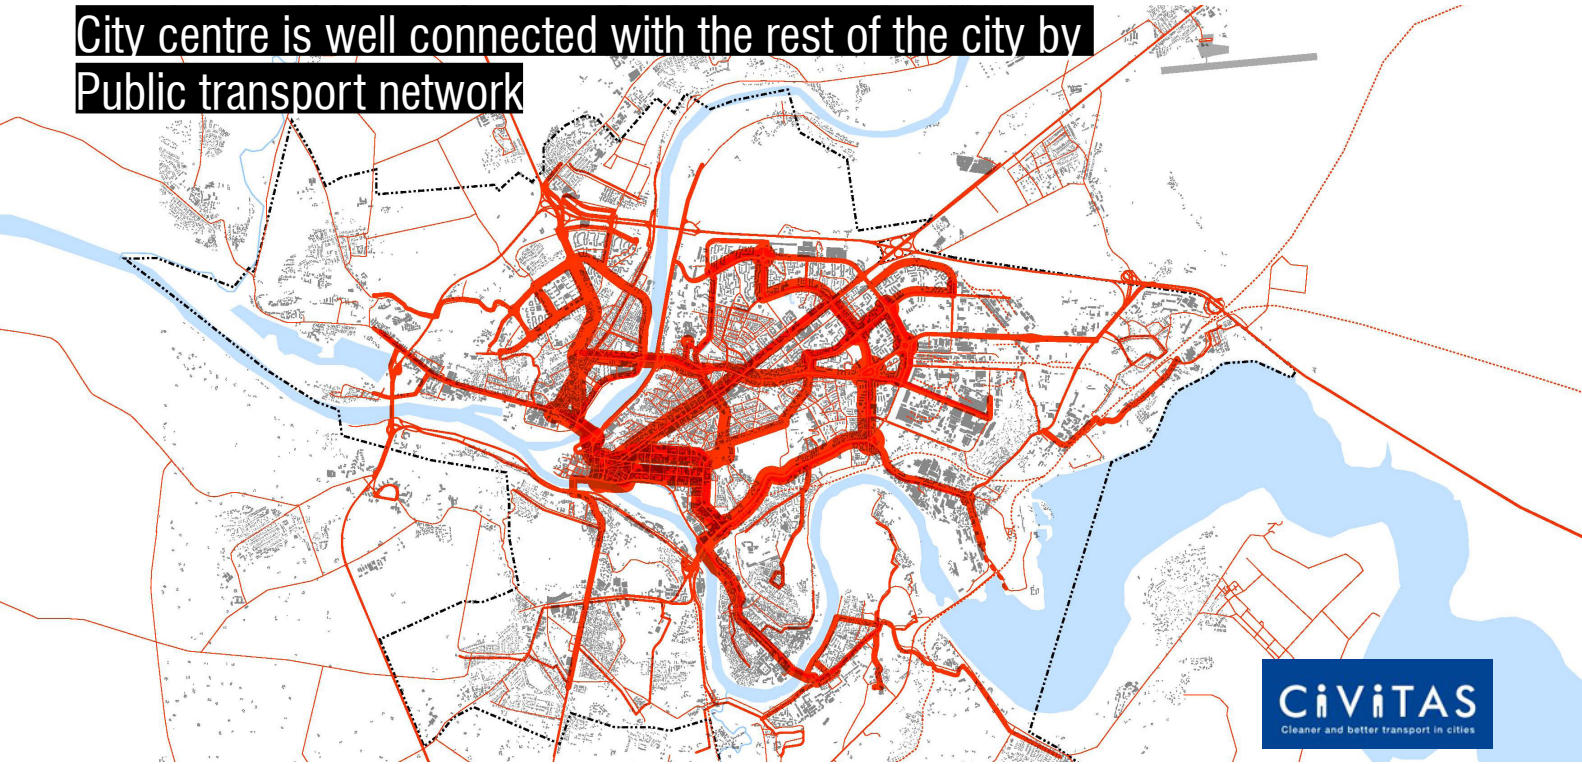 City centre is well connected with the rest of the city by
Public transport network
CiViTAS
Cleaner and better transport in cities